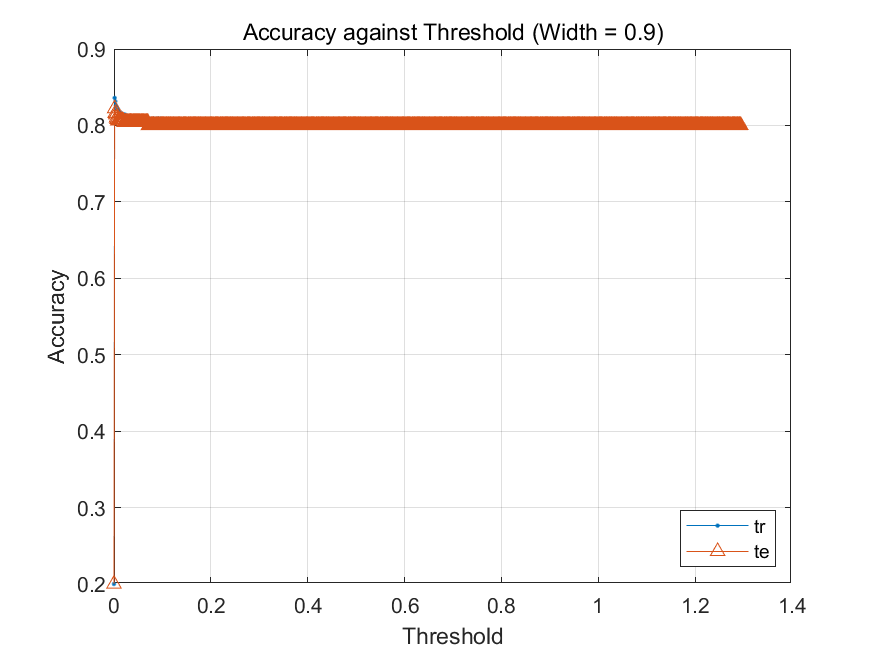 Accuracy against Threshold (Width = 0.9)
0.9
0.8
0.7
0.6
0.5
0.4
0.3
0.2
Accuracy
0 0.2 0.4 0.6 0.8 1 1.2 1.4
Threshold
tr
te